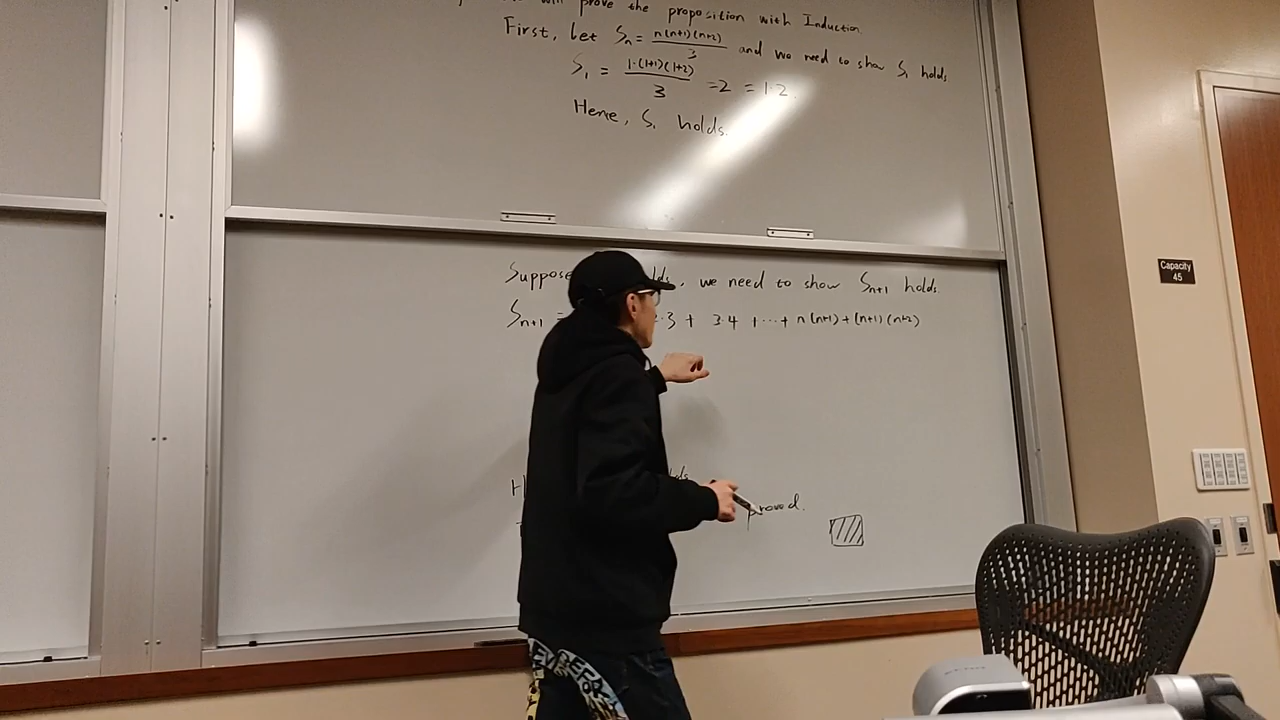 will prove the proposition with Induction.
First, let Sn = n(n+1)(n+2)/3 and we need to show S1 holds.
S1 = 1·(1+1)(1+2)/3 = 2 = 1·2.
Hence, S1 holds.
Suppose holds, we need to show Sn+1 holds.
Sn+1 = ·3 + 3·4 + ··· + n(n+1) + (n+1)(n+2)
proved.
Capacity
45